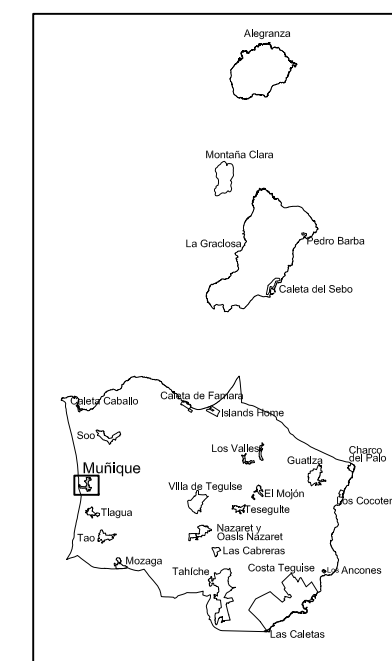 Alegranza
Montaña Clara
La Graciosa
Pedro Barba
Caleta del Sebo
Caleta Caballo
Caleta de Famara
Islands Home
Soo
Los Valles
Guatiza
Charco
del Palo
Muñique
Villa de Teguise
El Mojón
Los Cocoteros
Teseguite
Tiagua
Nazaret y
Oasis Nazaret
Tao
Las Cabreras
Mozaga
Tahíche
Costa Teguise
Los Ancones
Las Caletas